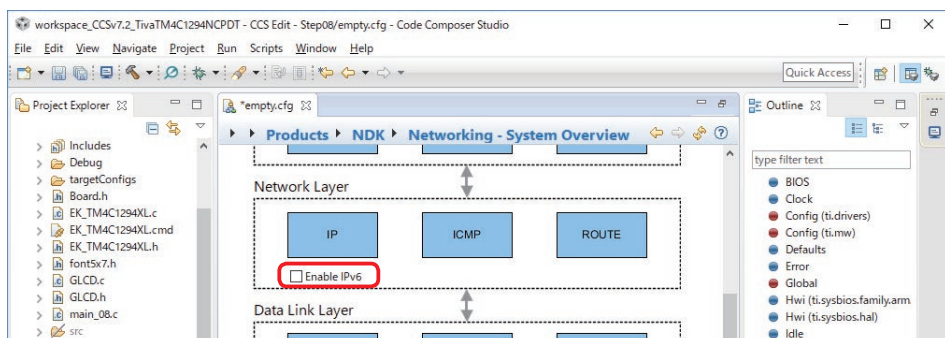 workspace_CCSv7.2_TivaTM4C1294NCPDT - CCS Edit - Step08/empty.cfg - Code Composer Studio
File Edit View Navigate Project Run Scripts Window Help
Quick Access
Project Explorer
*empty.cfg
Outline
Products NDK Networking - System Overview
type filter text
Includes
Debug
targetConfigs
Board.h
EK_TM4C1294XL.c
EK_TM4C1294XL.cmd
EK_TM4C1294XL.h
font5x7.h
GLCD.c
GLCD.h
main_08.c
src
Network Layer
IP ICMP ROUTE
Enable IPv6
Data Link Layer
BIOS
Clock
Config (ti.drivers)
Config (ti.mw)
Defaults
Error
Global
Hwi (ti.sysbios.family.arm.
Hwi (ti.sysbios.hal)
Idle